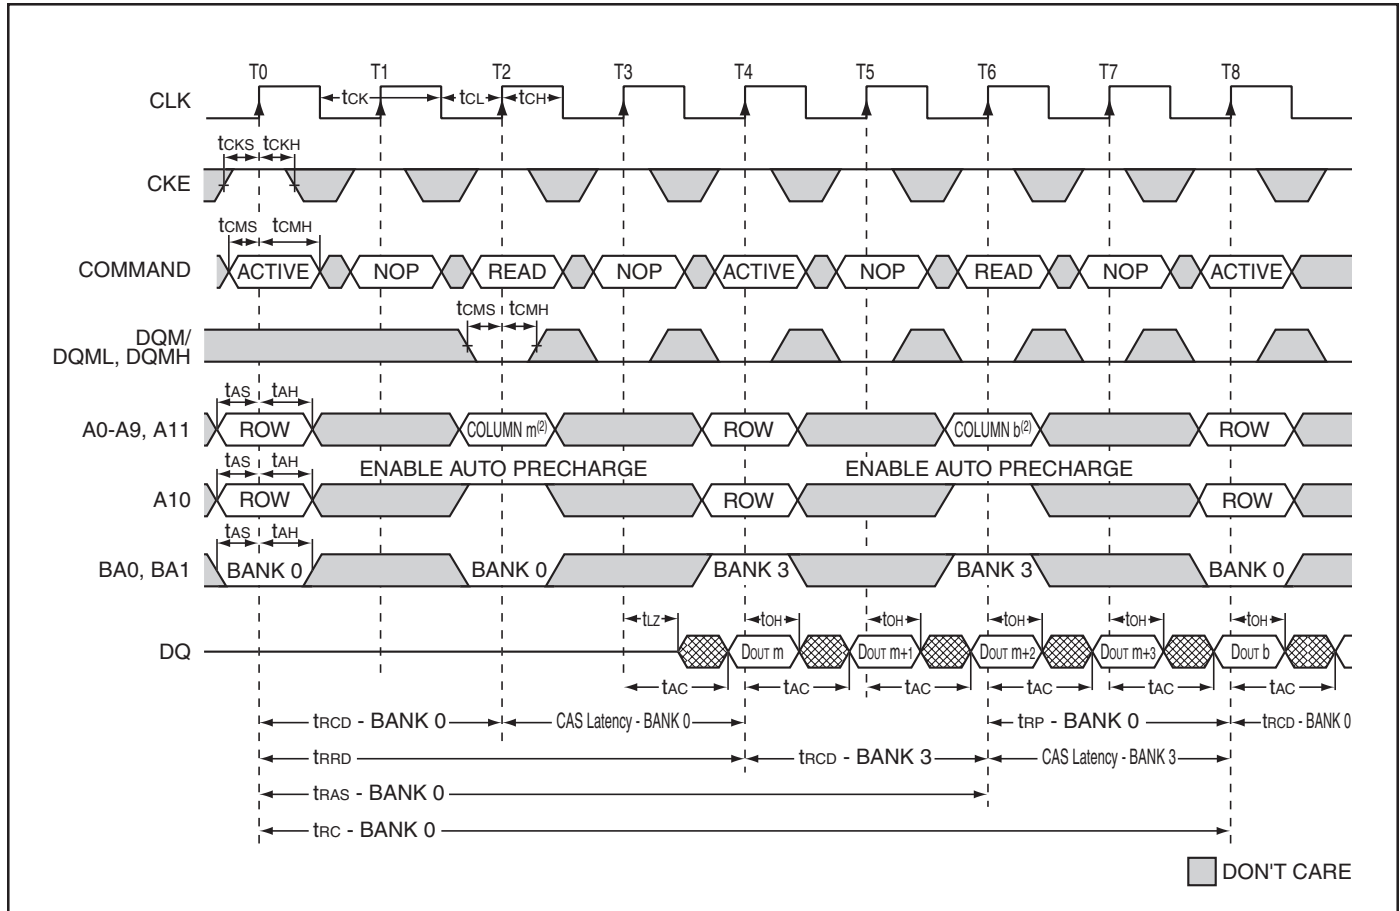 T0 T1 T2 T3 T4 T5 T6 T7 T8
CLK tCK tCL tCH
tCKS tCKH
CKE
tCMS tCMH
COMMAND ACTIVE NOP READ NOP ACTIVE NOP READ NOP ACTIVE
tCMS tCMH
DQM/
DQML, DQMH
tAS tAH
A0-A9, A11 ROW COLUMN m(2) ROW COLUMN b(2) ROW
tAS tAH ENABLE AUTO PRECHARGE ENABLE AUTO PRECHARGE
A10 ROW ROW ROW
tAS tAH
BA0, BA1 BANK 0 BANK 0 BANK 3 BANK 3 BANK 0
tLZ tOH tOH tOH tOH tOH
DQ DOUT m DOUT m+1 DOUT m+2 DOUT m+3 DOUT b
tAC tAC tAC tAC tAC tAC
tRCD - BANK 0 CAS Latency - BANK 0 tRP - BANK 0 tRCD - BANK 0
tRRD tRCD - BANK 3 CAS Latency - BANK 3
tRAS - BANK 0
tRC - BANK 0
DON'T CARE